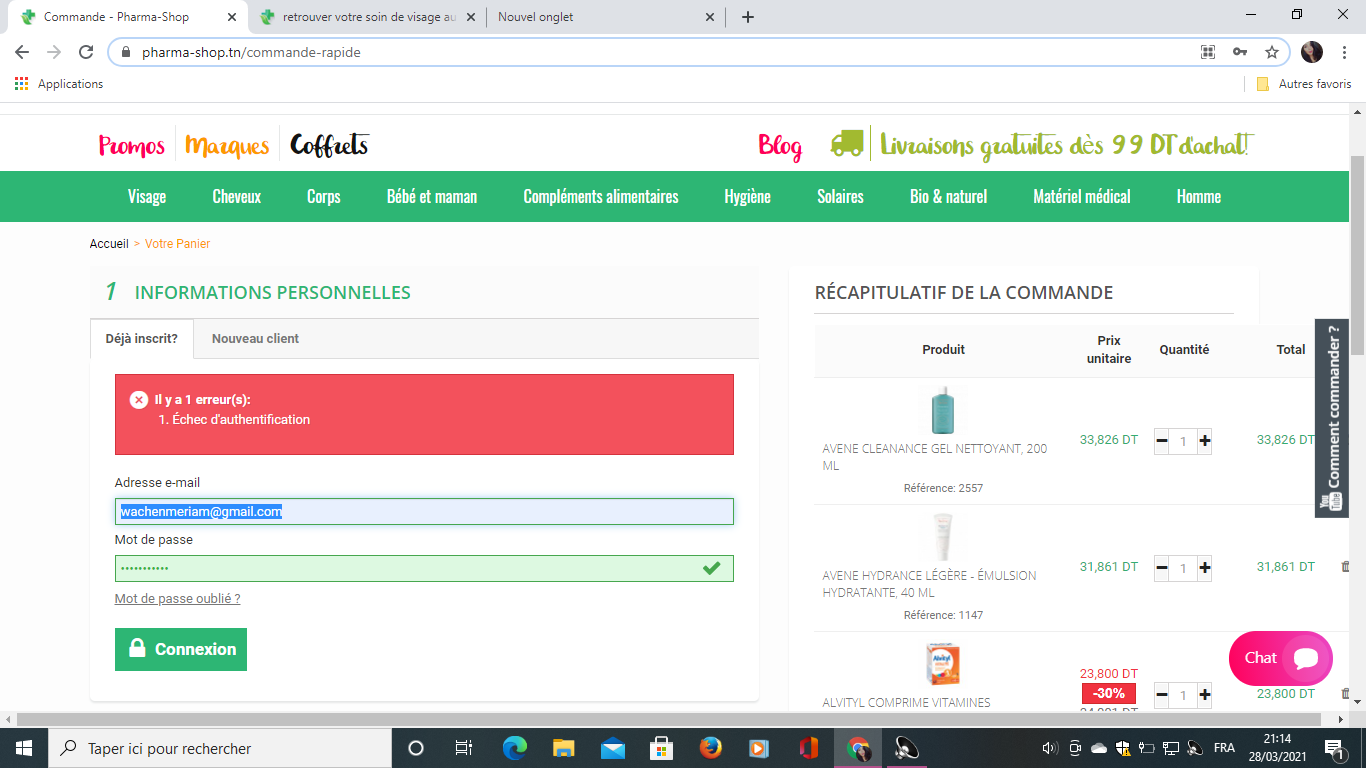 Commande - Pharma-Shop
retrouver votre soin de visage au
Nouvel onglet
pharma-shop.tn/commande-rapide
Applications
Autres favoris
Promos
Marques
Coffrets
Blog
Livraisons gratuites dès 99 DT d'achat!
Visage
Cheveux
Corps
Bébé et maman
Compléments alimentaires
Hygiène
Solaires
Bio & naturel
Matériel médical
Homme
Accueil > Votre Panier
1 INFORMATIONS PERSONNELLES
Déjà inscrit?
Nouveau client
Il y a 1 erreur(s):
1. Échec d'authentification
Adresse e-mail
wachenmeriam@gmail.com
Mot de passe
•••••••••••
Mot de passe oublié ?
Connexion
RÉCAPITULATIF DE LA COMMANDE
Produit
Prix
unitaire
Quantité
Total
AVENE CLEANANCE GEL NETTOYANT, 200
ML
Référence: 2557
33,826 DT
1
33,826 DT
AVENE HYDRANCE LÉGÈRE - ÉMULSION
HYDRATANTE, 40 ML
Référence: 1147
31,861 DT
1
31,861 DT
Alvityl
ALVITYL COMPRIME VITAMINES
23,800 DT
-30%
1
23,800 DT
You
Tube
Comment commander ?
Chat
Taper ici pour rechercher
FRA
21:14
28/03/2021
1